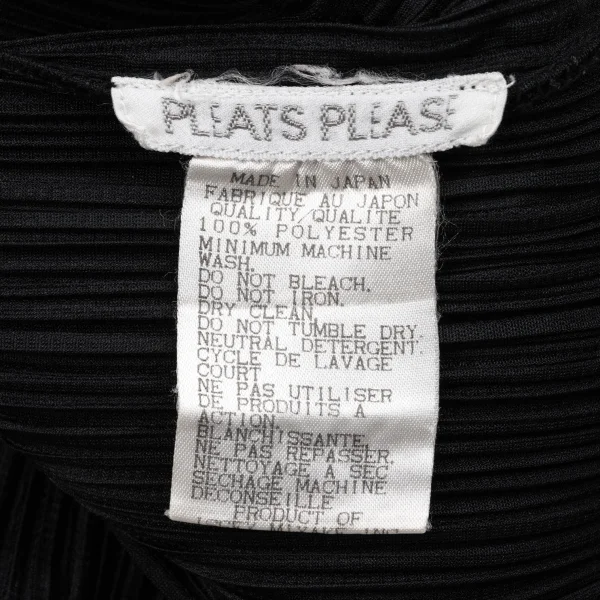 PLEATS PLEASE
MADE IN JAPAN
FABRIQUE AU JAPON
QUALITY/QUALITE
100% POLYESTER
MINIMUM MACHINE
WASH.
DO NOT BLEACH.
DO NOT IRON.
DRY CLEAN.
DO NOT TUMBLE DRY.
NEUTRAL DETERGENT.
CYCLE DE LAVAGE
COURT
NE PAS UTILISER
DE PRODUITS A
ACTION.
BLANCHISSANTE.
NE PAS REPASSER.
NETTOYAGE A SEC
SECHAGE MACHINE
DECONSEILLE
PRODUCT OF